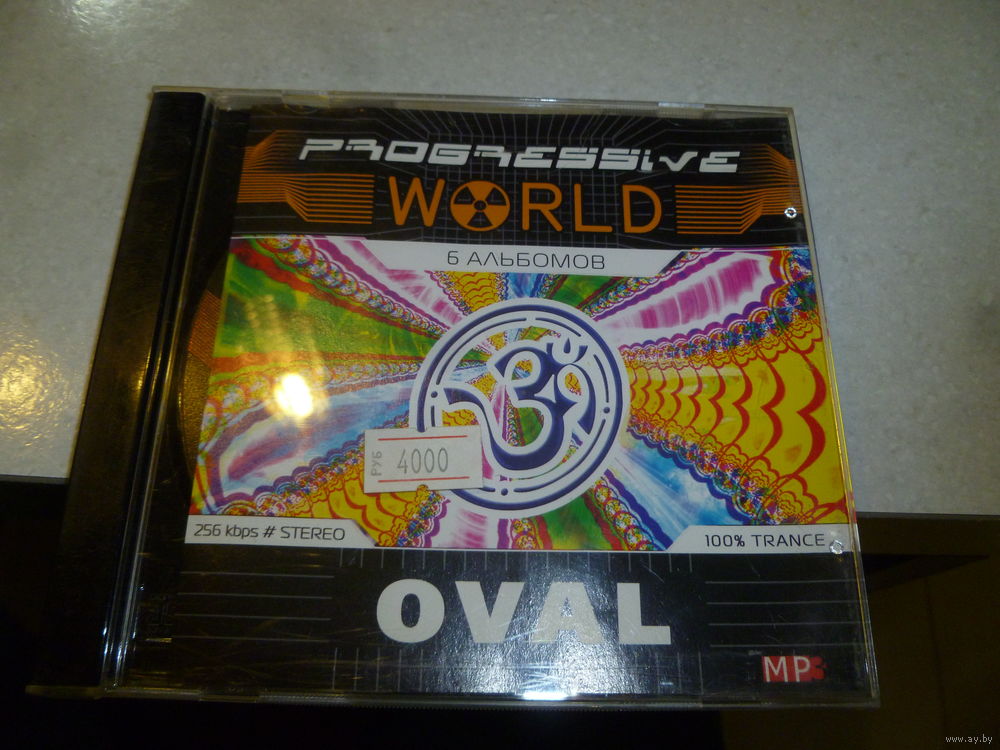 PROGRESSiVE
WORLD
6 АЛЬБОМОВ
РУБ 4000
256 kbps # STEREO
100% TRANCE
OVAL
MP3
www.ay.by